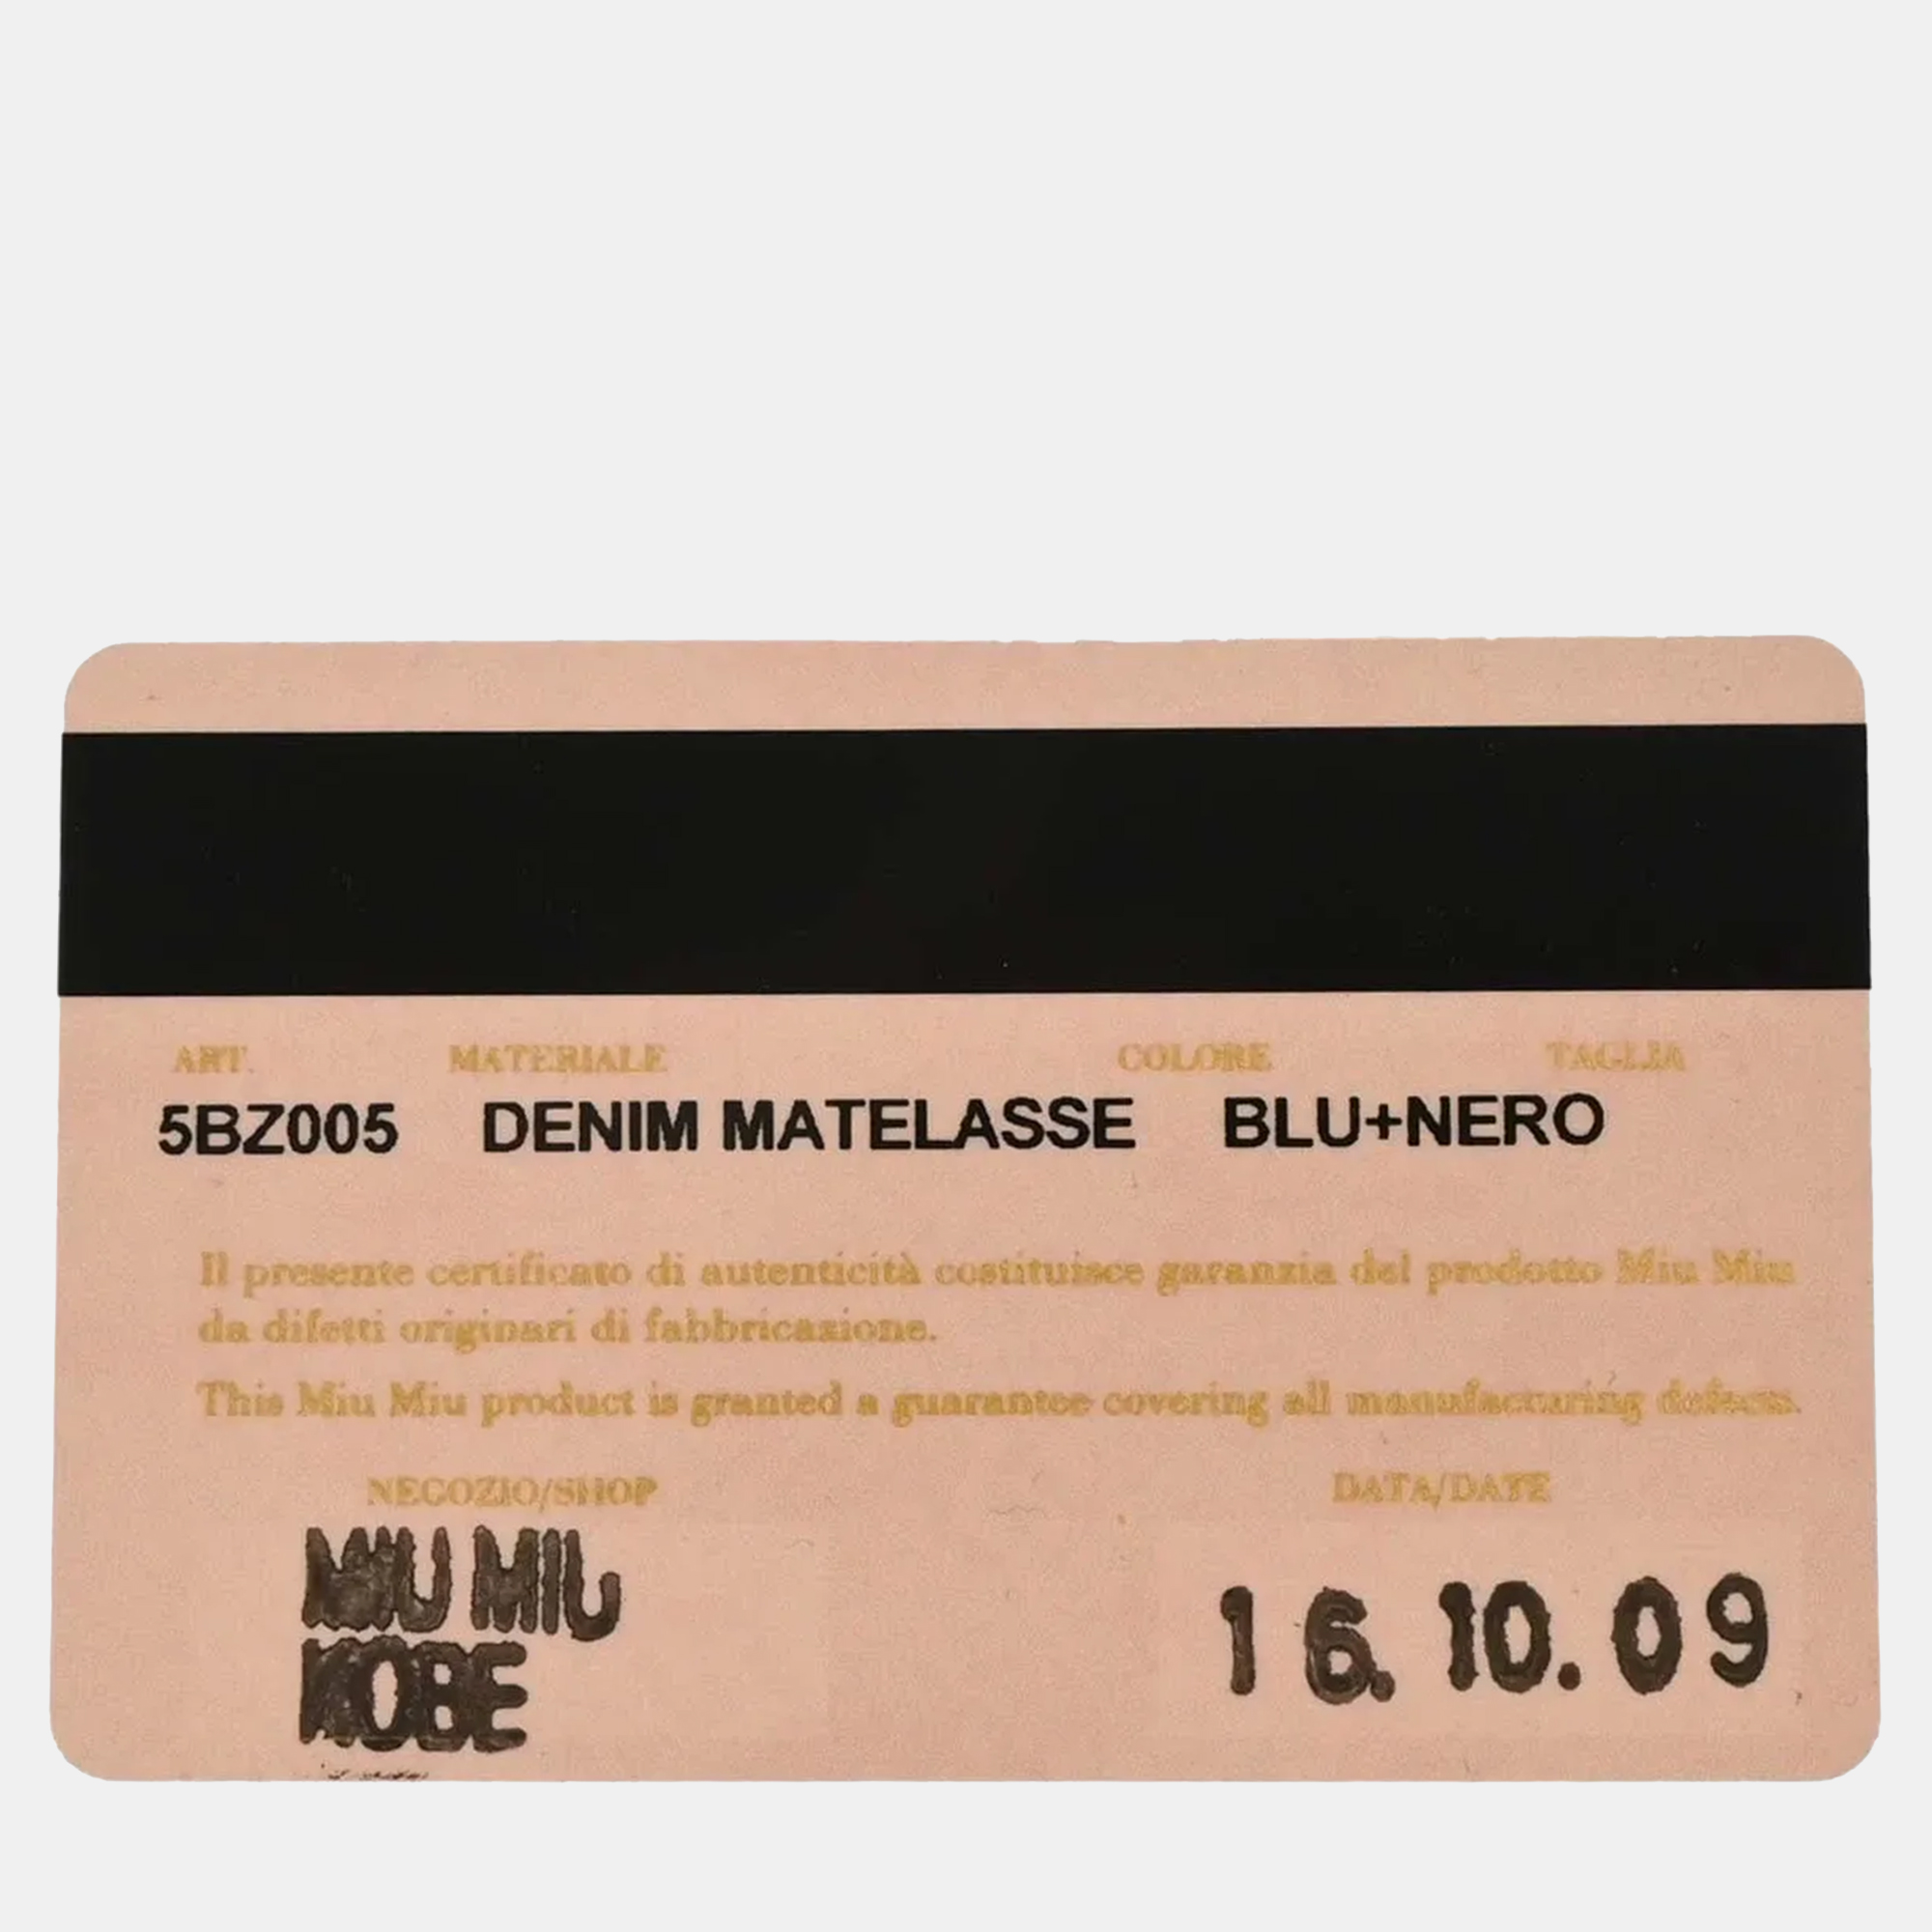 ART. MATERIALE COLORE TAGLIA
5BZ005 DENIM MATELASSE BLU+NERO
Il presente certificato di autenticità costituisce garanzia del prodotto Miu Miu
da difetti originari di fabbricazione.
This Miu Miu product is granted a guarantee covering all manufacturing defects.
NEGOZIO/SHOP DATA/DATE
MIU MIU
KOBE
16.10.09